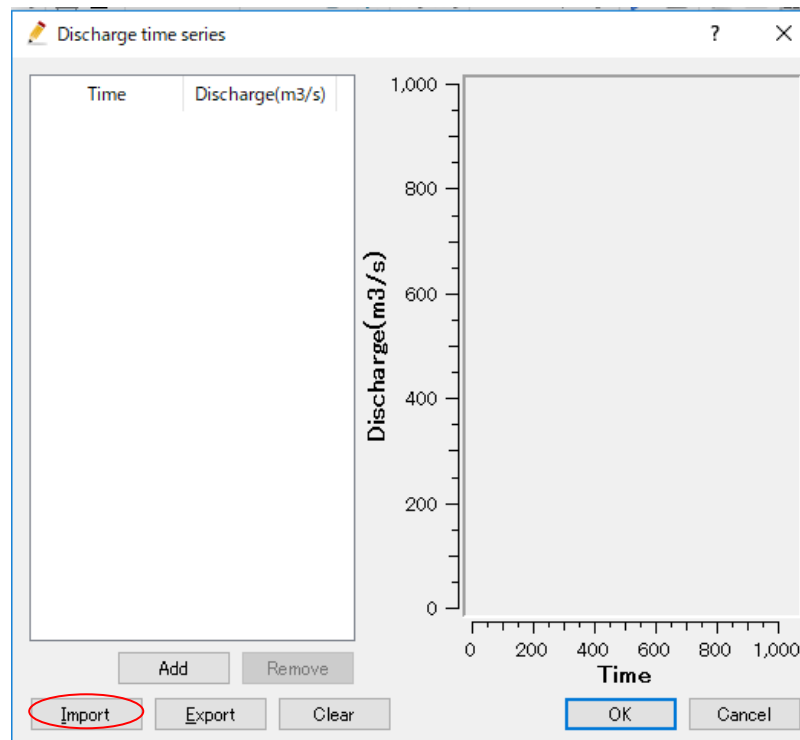 Discharge time series
?
Time Discharge(m3/s)
1,000
800
600
400
200
0
Discharge(m3/s)
0 200 400 600 800 1,000
Time
Add Remove
Import Export Clear OK Cancel